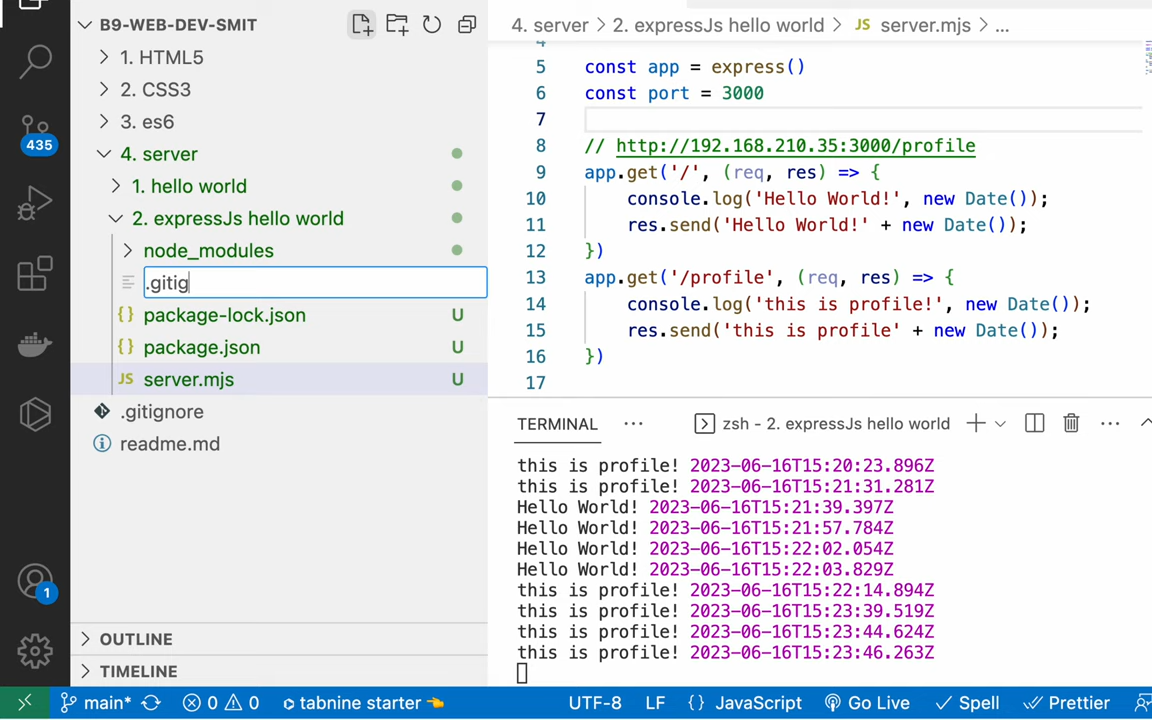 B9-WEB-DEV-SMIT
1. HTML5
2. CSS3
3. es6
4. server
1. hello world
2. expressJs hello world
node_modules
.gitig
{} package-lock.json U
{} package.json U
JS server.mjs U
.gitignore
readme.md
OUTLINE
TIMELINE
435
1
4. server > 2. expressJs hello world > JS server.mjs > ...
4
5 const app = express()
6 const port = 3000
7
8 // http://192.168.210.35:3000/profile
9 app.get('/', (req, res) => {
10 console.log('Hello World!', new Date());
11 res.send('Hello World!' + new Date());
12 })
13 app.get('/profile', (req, res) => {
14 console.log('this is profile!', new Date());
15 res.send('this is profile' + new Date());
16 })
17
TERMINAL ... zsh - 2. expressJs hello world
this is profile! 2023-06-16T15:20:23.896Z
this is profile! 2023-06-16T15:21:31.281Z
Hello World! 2023-06-16T15:21:39.397Z
Hello World! 2023-06-16T15:21:57.784Z
Hello World! 2023-06-16T15:22:02.054Z
Hello World! 2023-06-16T15:22:03.829Z
this is profile! 2023-06-16T15:22:14.894Z
this is profile! 2023-06-16T15:23:39.519Z
this is profile! 2023-06-16T15:23:44.624Z
this is profile! 2023-06-16T15:23:46.263Z
main* 0 0 tabnine starter 👈 UTF-8 LF {} JavaScript Go Live Spell Prettier